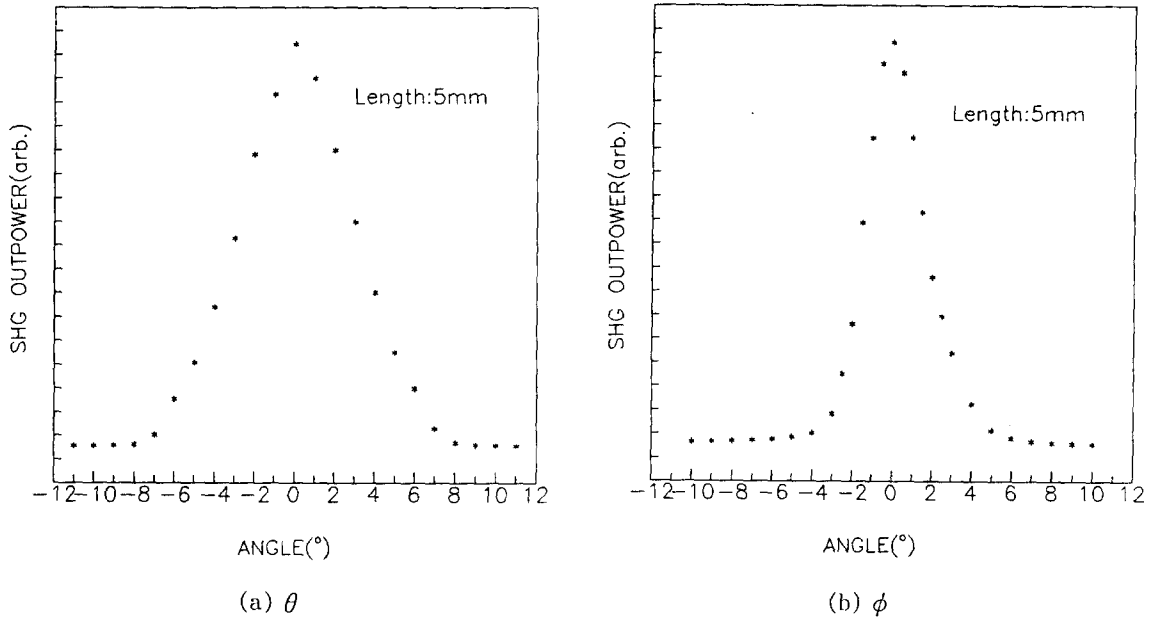 SHG OUTPOWER(arb.)
Length:5mm
-12 -10 -8 -6 -4 -2 0 2 4 6 8 10 12
ANGLE(°)
(a) θ
SHG OUTPOWER(arb.)
Length:5mm
-12 -10 -8 -6 -4 -2 0 2 4 6 8 10 12
ANGLE(°)
(b) ϕ